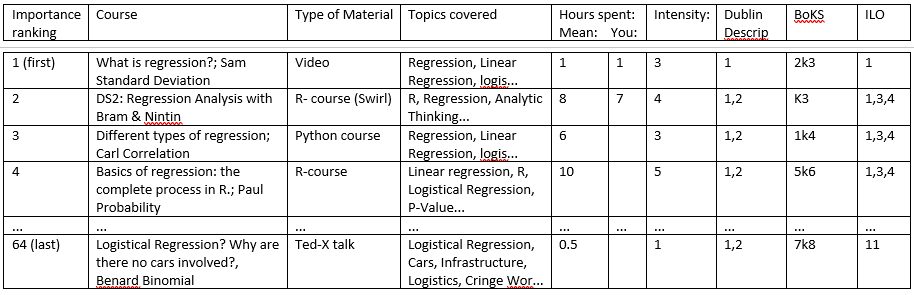 Importance ranking | Course | Type of Material | Topics covered | Hours spent: Mean: You: | Intensity: | Dublin Descrip | BoKS | ILO
1 (first) | What is regression?; Sam Standard Deviation | Video | Regression, Linear Regression, logis... | 1 | 1 | 3 | 1 | 2k3 | 1
2 | DS2: Regression Analysis with Bram & Nintin | R- course (Swirl) | R, Regression, Analytic Thinking... | 8 | 7 | 4 | 1,2 | K3 | 1,3,4
3 | Different types of regression; Carl Correlation | Python course | Regression, Linear Regression, logis... | 6 | | 3 | 1,2 | 1k4 | 1,3,4
4 | Basics of regression: the complete process in R.; Paul Probability | R-course | Linear regression, R, Logistical Regression, P-Value... | 10 | | 5 | 1,2 | 5k6 | 1,3,4
... | ... | ... | ... | ... | ... | ... | ... | ... | ...
64 (last) | Logistical Regression? Why are there no cars involved?, Benard Binomial | Ted-X talk | Logistical Regression, Cars, Infrastructure, Logistics, Cringe Wor... | 0.5 | | 1 | 1,2 | 7k8 | 11